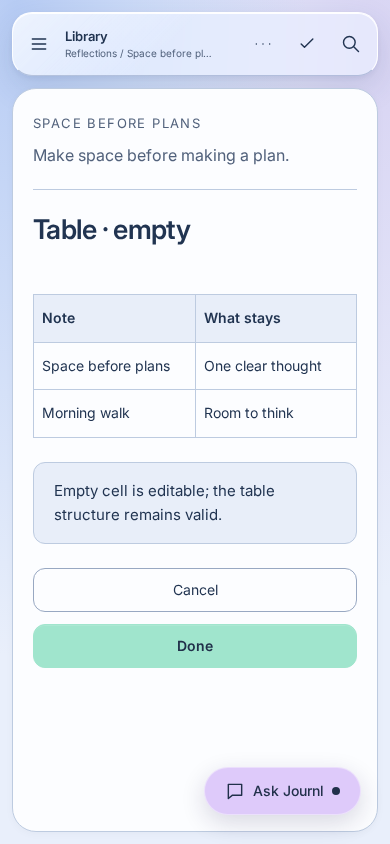 Library
Reflections / Space before pl...
SPACE BEFORE PLANS
Make space before making a plan.
Table · empty
Note What stays
Space before plans One clear thought
Morning walk Room to think
Empty cell is editable; the table
structure remains valid.
Cancel
Done
Ask Journl